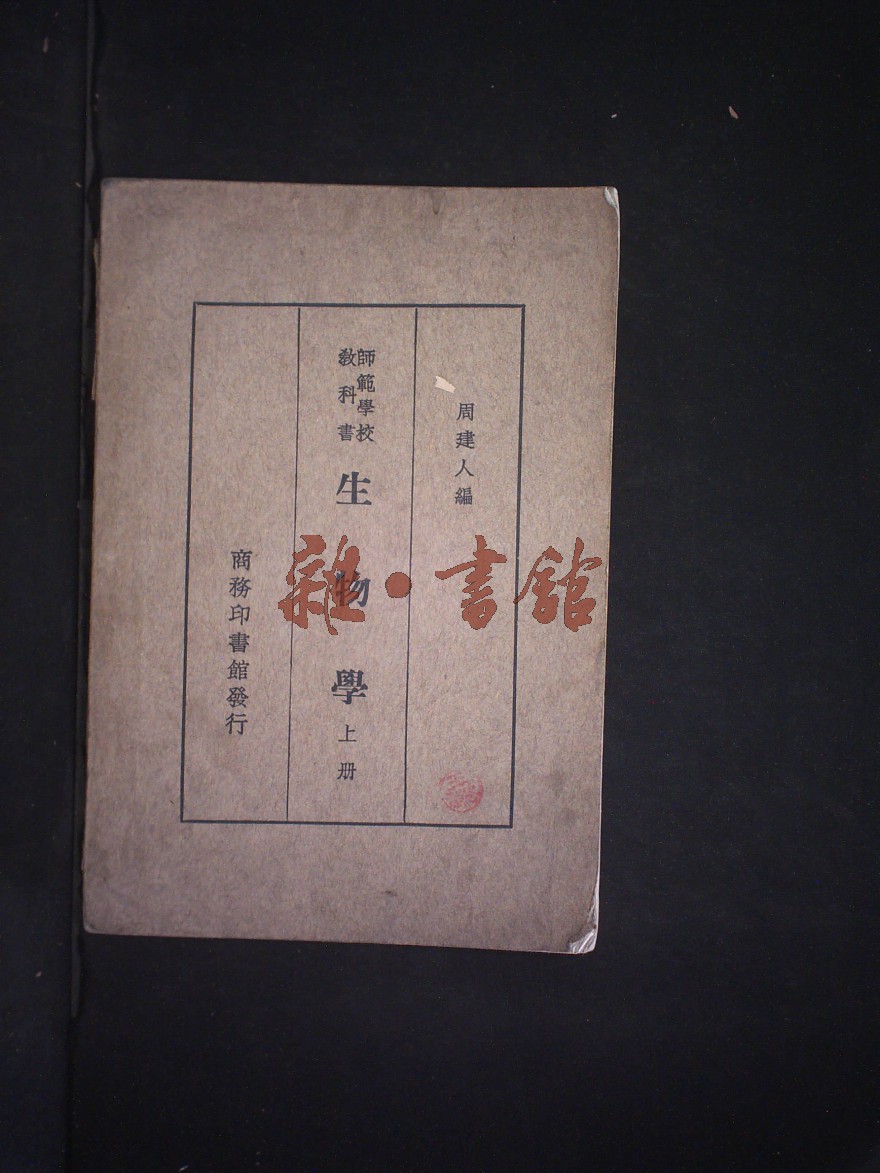 周建人編
師範學校
敎科書
生物學上册
商務印書館發行
雜·書館